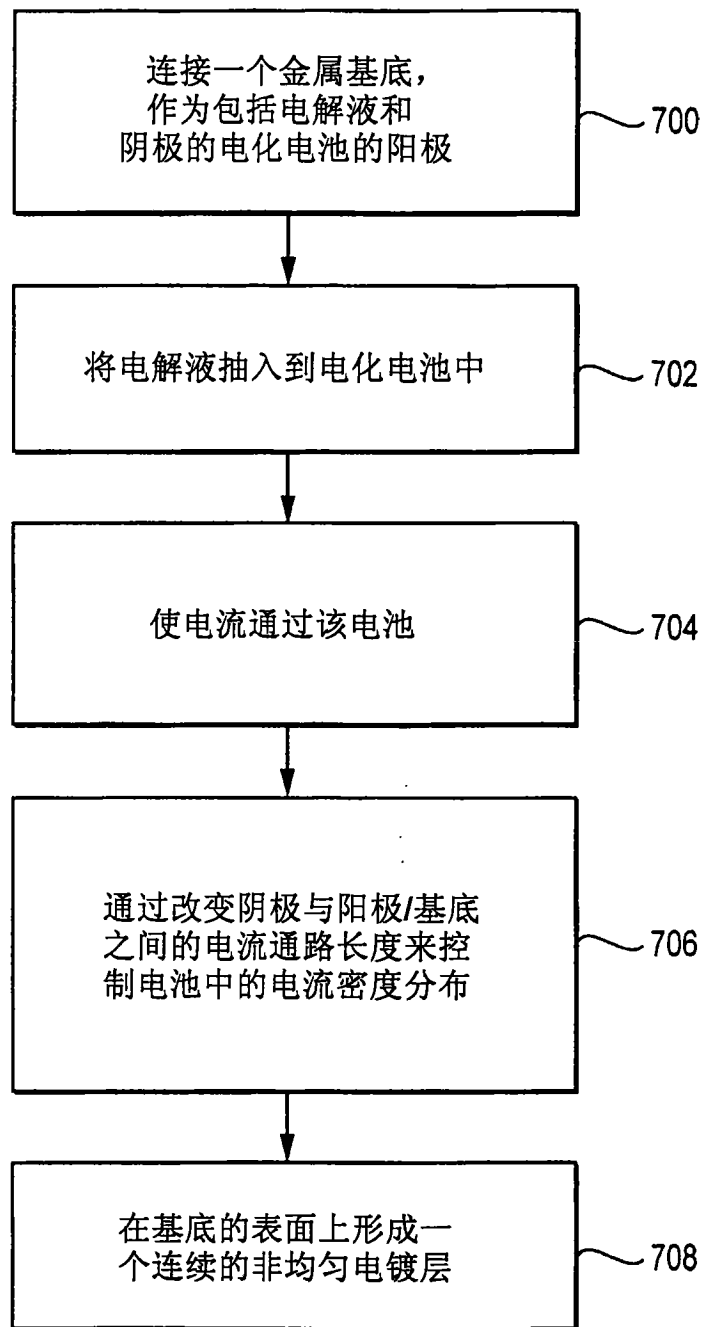 连接一个金属基底，
作为包括电解液和
阴极的电化电池的阳极
700
将电解液抽入到电化电池中
702
使电流通过该电池
704
通过改变阴极与阳极/基底
之间的电流通路长度来控
制电池中的电流密度分布
706
在基底的表面上形成一
个连续的非均匀电镀层
708